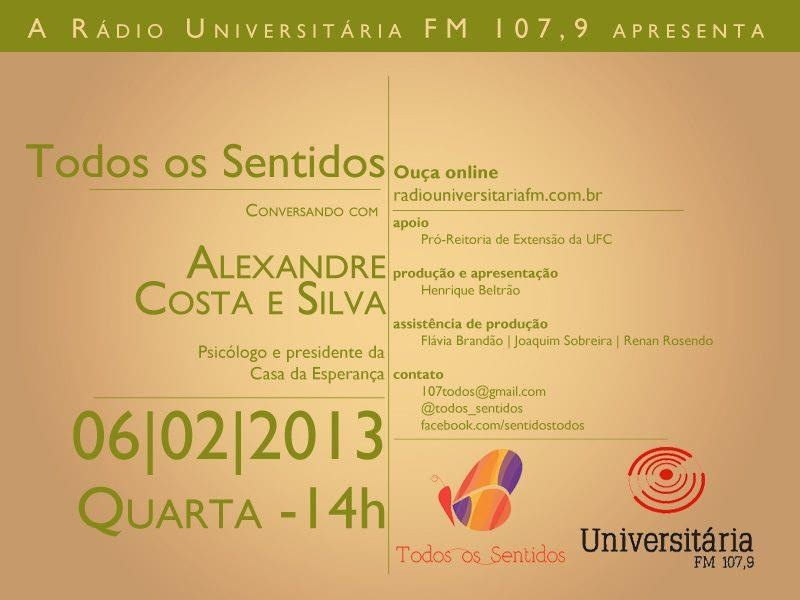 A RÁDIO UNIVERSITÁRIA FM 107,9 APRESENTA
Todos os Sentidos
CONVERSANDO COM
ALEXANDRE
COSTA E SILVA
Psicólogo e presidente da
Casa da Esperança
06|02|2013
QUARTA -14h
Ouça online
radiouniversitariafm.com.br
apoio
Pró-Reitoria de Extensão da UFC
produção e apresentação
Henrique Beltrão
assistência de produção
Flávia Brandão | Joaquim Sobreira | Renan Rosendo
contato
107todos@gmail.com
@todos_sentidos
facebook.com/sentidostodos
Todos os Sentidos
Universitária
FM 107,9